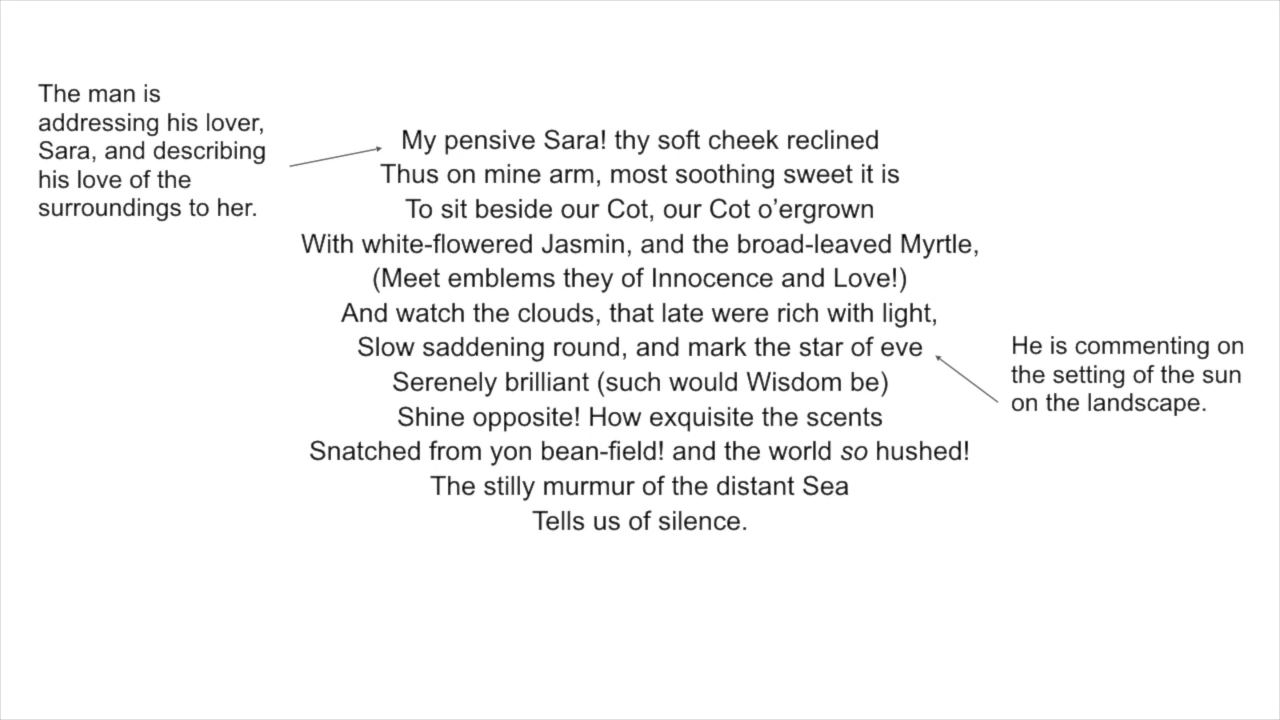 The man is
addressing his lover,
Sara, and describing
his love of the
surroundings to her.
My pensive Sara! thy soft cheek reclined
Thus on mine arm, most soothing sweet it is
To sit beside our Cot, our Cot o’ergrown
With white-flowered Jasmin, and the broad-leaved Myrtle,
(Meet emblems they of Innocence and Love!)
And watch the clouds, that late were rich with light,
Slow saddening round, and mark the star of eve
Serenely brilliant (such would Wisdom be)
Shine opposite! How exquisite the scents
Snatched from yon bean-field! and the world so hushed!
The stilly murmur of the distant Sea
Tells us of silence.
He is commenting on
the setting of the sun
on the landscape.